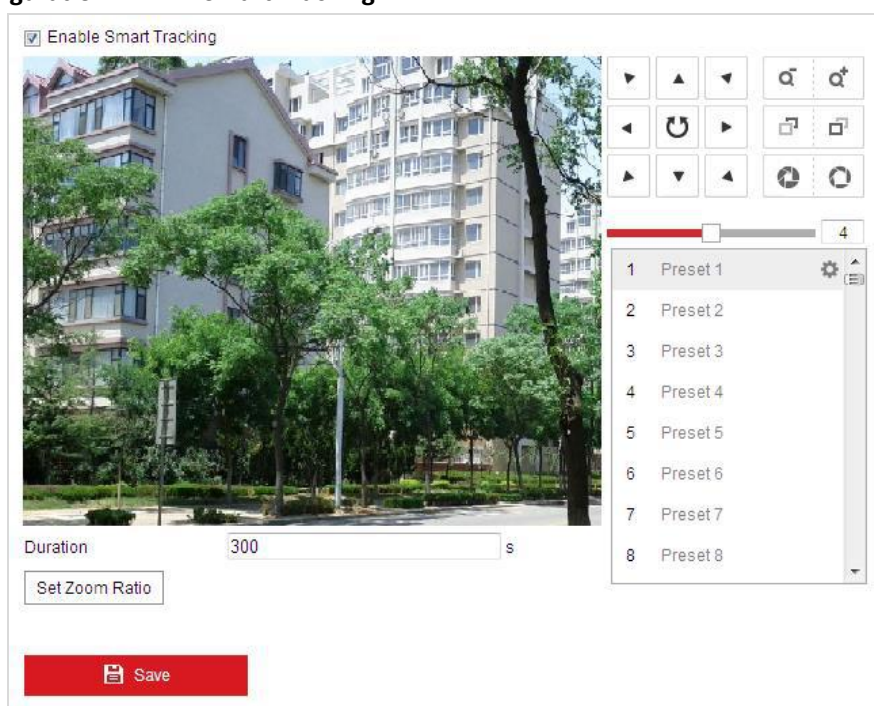 Enable Smart Tracking
4
1 Preset 1
2 Preset 2
3 Preset 3
4 Preset 4
5 Preset 5
6 Preset 6
7 Preset 7
8 Preset 8
Duration 300 s
Set Zoom Ratio
Save